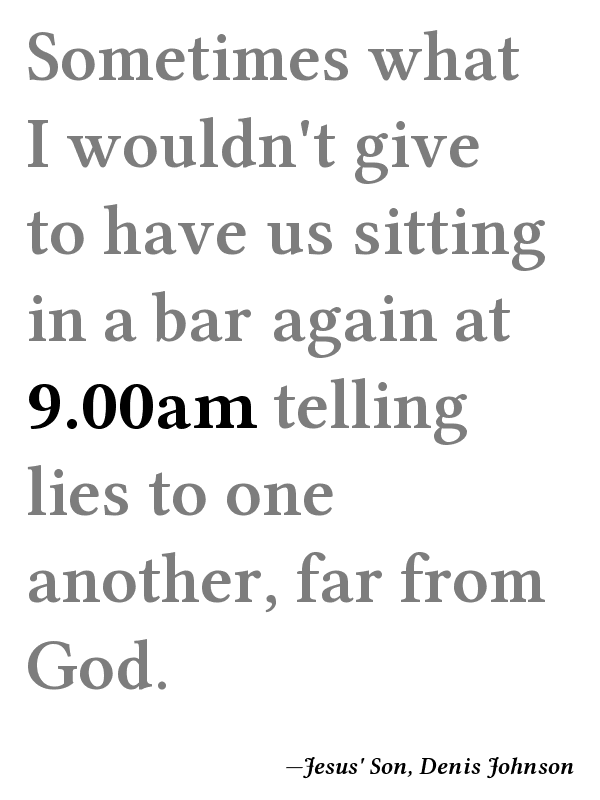 Sometimes what
I wouldn't give
to have us sitting
in a bar again at
9.00am telling
lies to one
another, far from
God.
—Jesus' Son, Denis Johnson